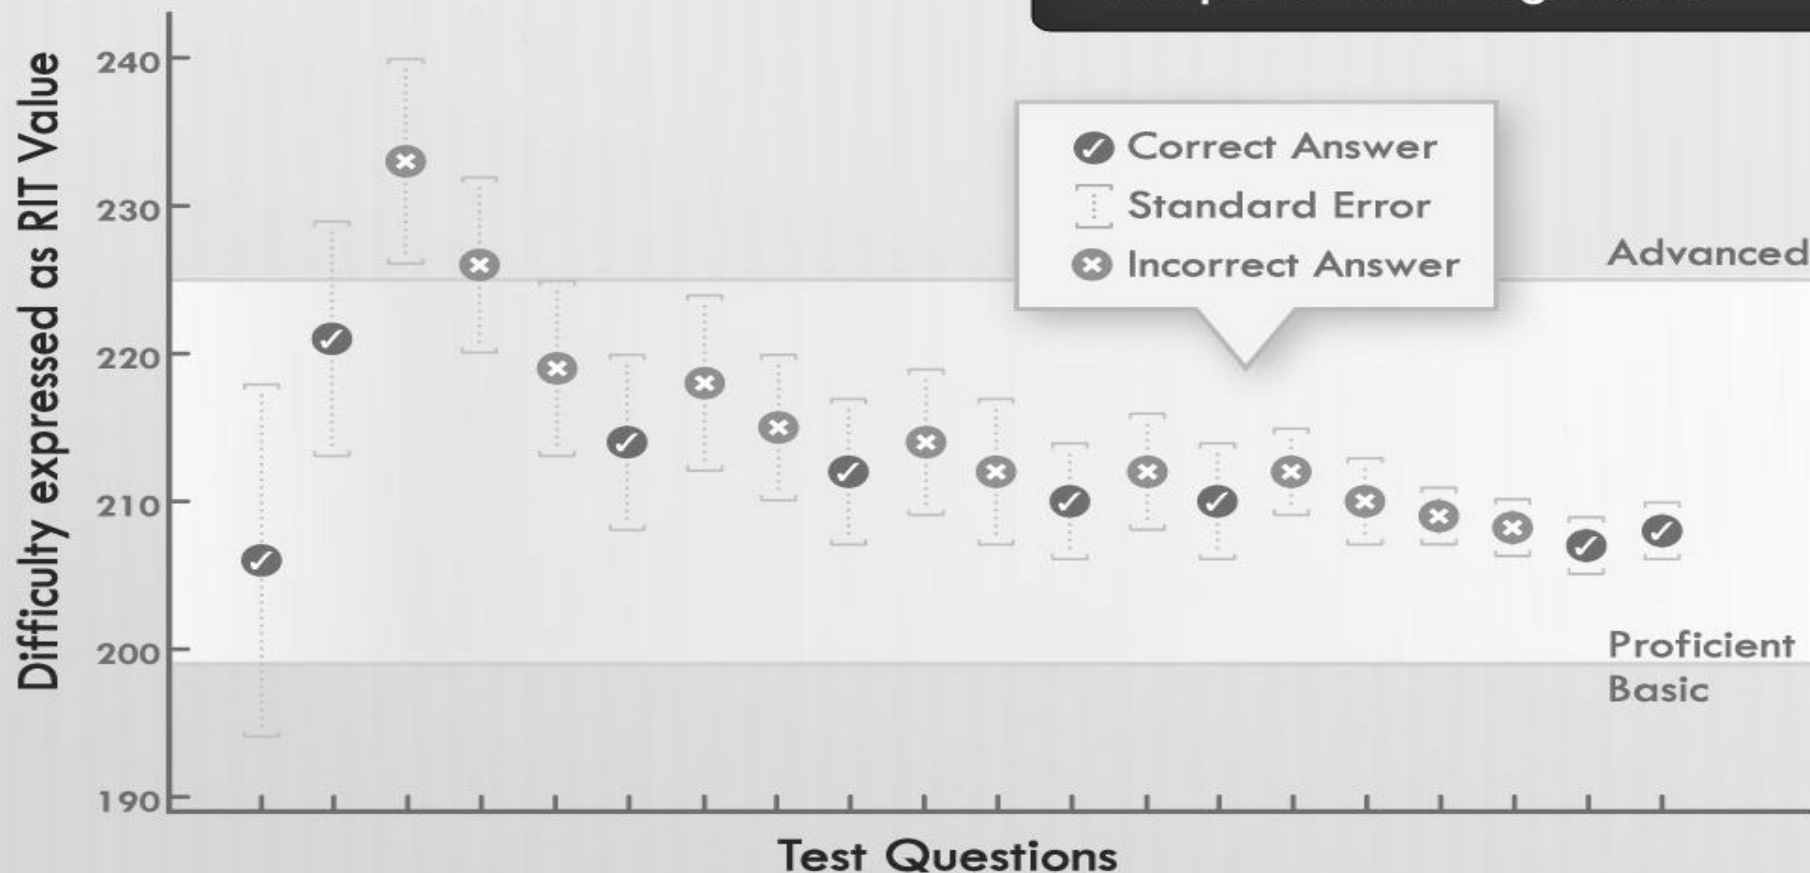 Difficulty expressed as RIT Value
240
230
220
210
200
190
Correct Answer
Standard Error
Incorrect Answer
Advanced
Proficient
Basic
Test Questions